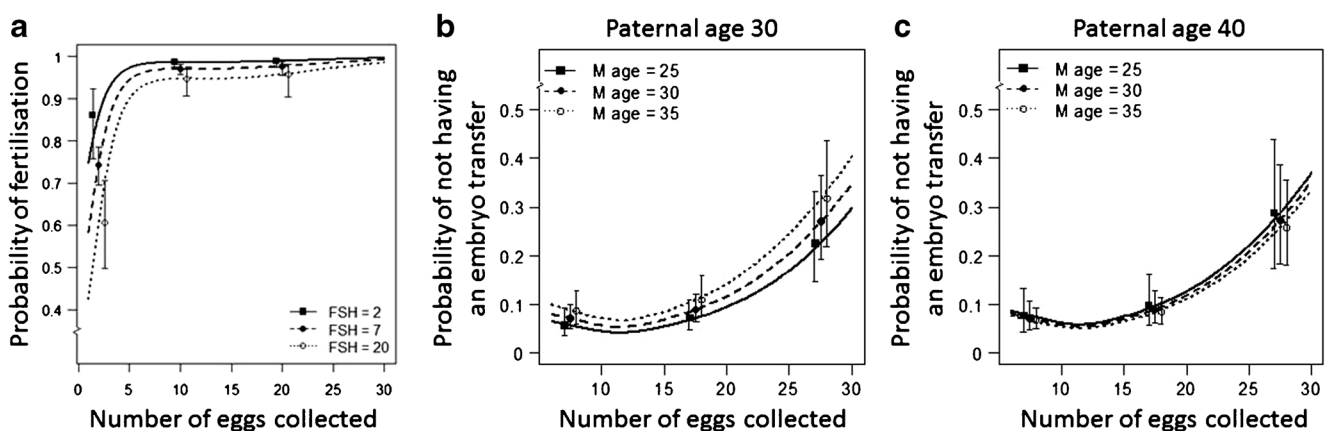 a
Probability of fertilisation
1
0.9
0.8
0.7
0.6
0.5
0.4
FSH = 2
FSH = 7
FSH = 20
0 5 10 15 20 25 30
Number of eggs collected
b
Paternal age 30
Probability of not having
an embryo transfer
M age = 25
M age = 30
M age = 35
0.5
0.4
0.3
0.2
0.1
0
10 15 20 25 30
Number of eggs collected
c
Paternal age 40
Probability of not having
an embryo transfer
M age = 25
M age = 30
M age = 35
0.5
0.4
0.3
0.2
0.1
0
10 15 20 25 30
Number of eggs collected